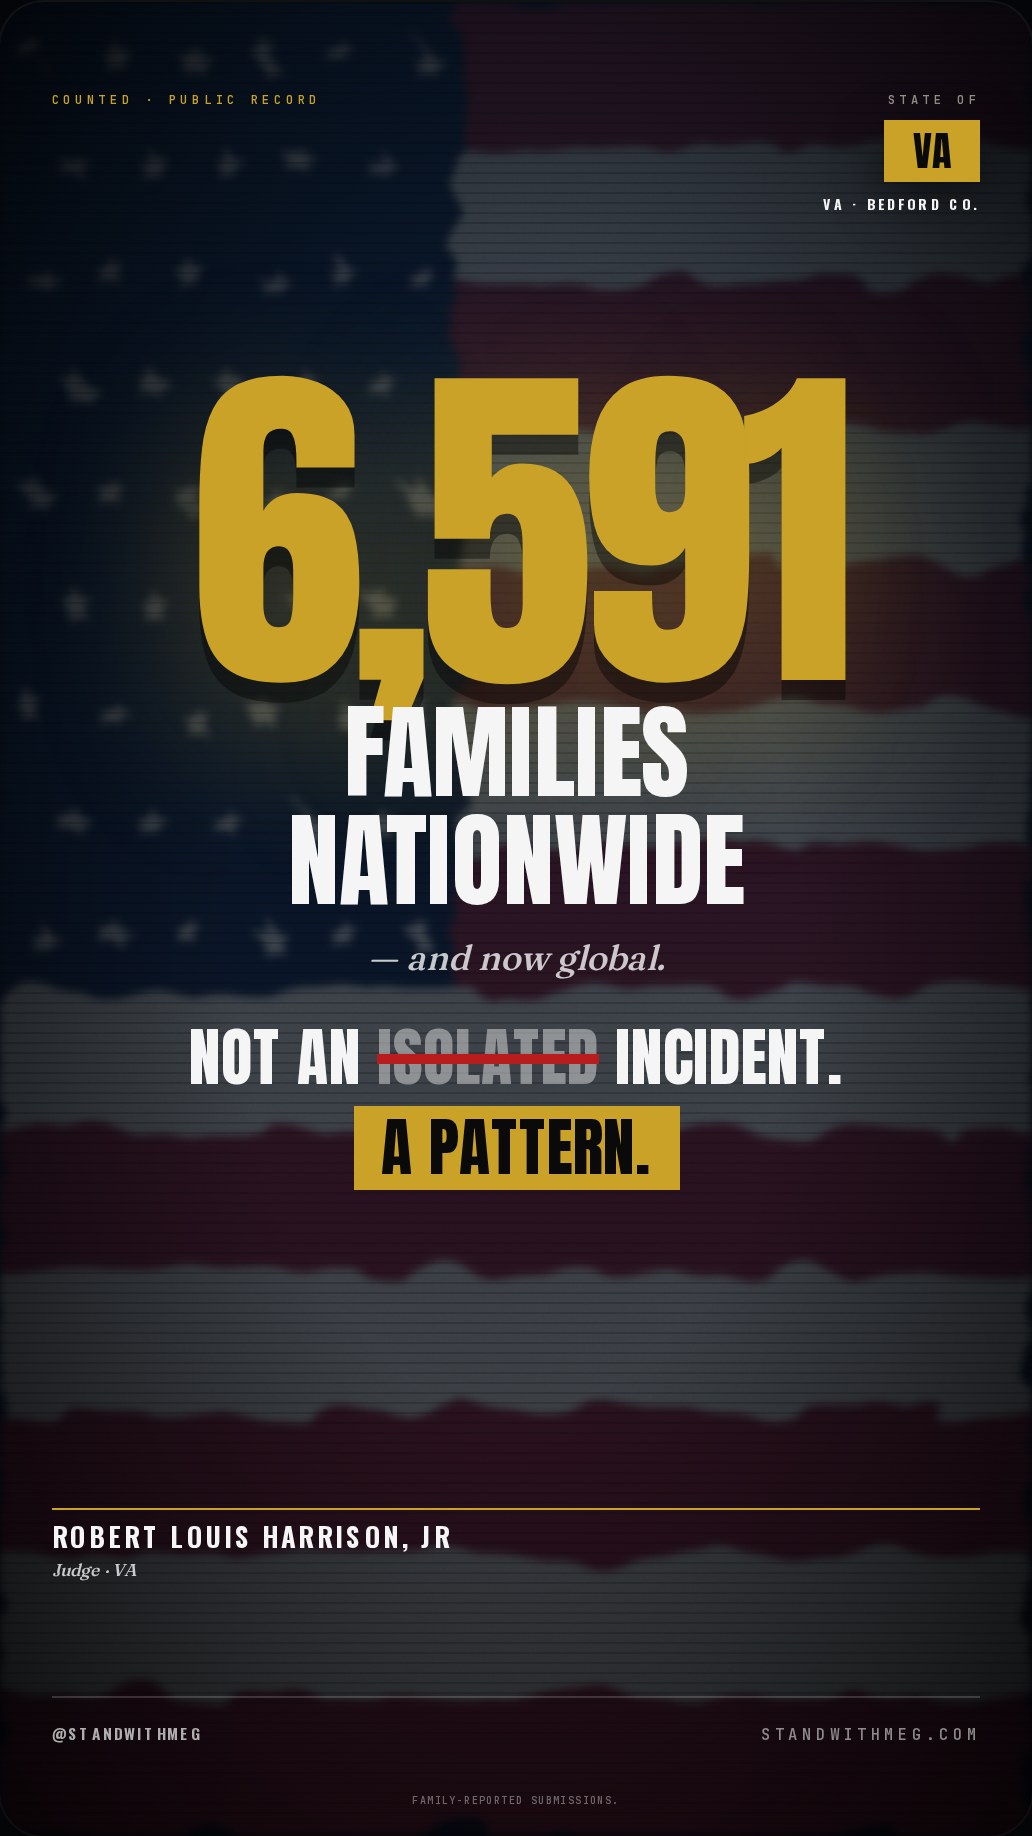 COUNTED · PUBLIC RECORD
STATE OF
VA
VA · BEDFORD CO.
6,591
FAMILIES
NATIONWIDE
— and now global.
NOT AN ISOLATED INCIDENT.
A PATTERN.
ROBERT LOUIS HARRISON, JR
Judge · VA
@STANDWITHMEG
STANDWITHMEG.COM
FAMILY-REPORTED SUBMISSIONS.